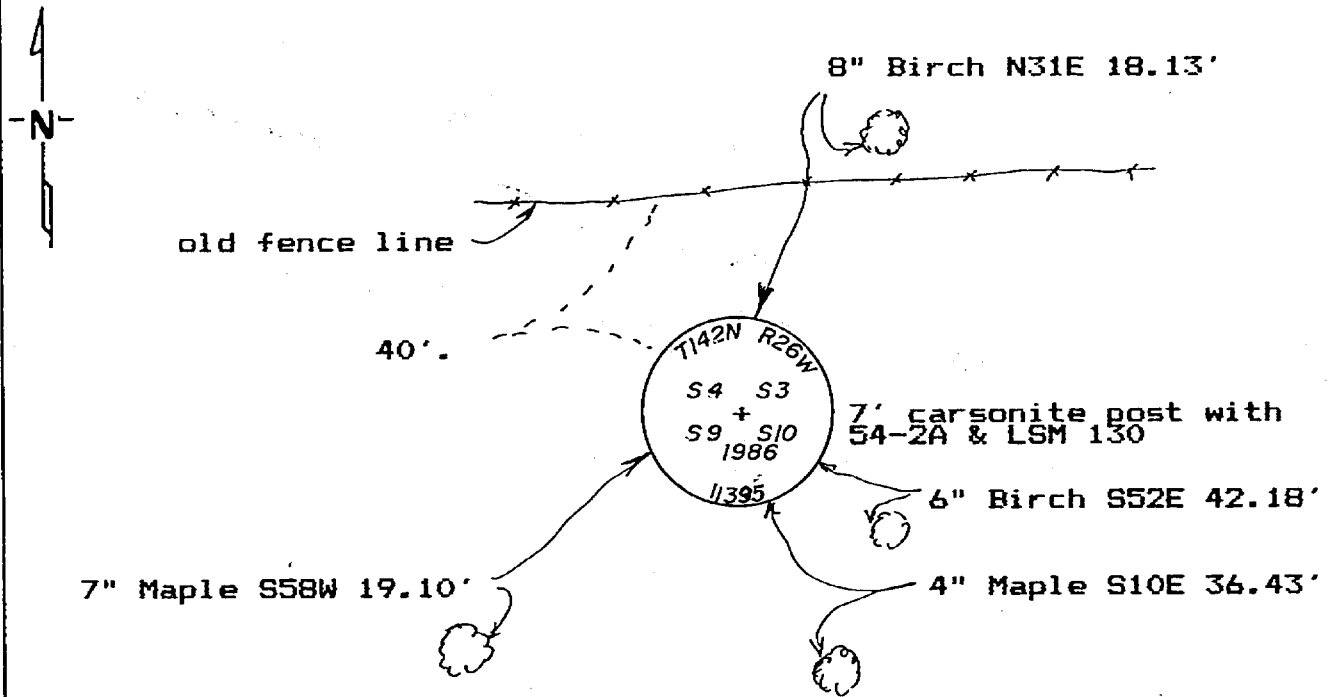 8" Birch N31E 18.13'
-N-
old fence line
40'.
T142N R26W
S4 S3
+
S9 S10
1986
11395
7' carsonite post with
54-2A & LSM 130
6" Birch S52E 42.18'
7" Maple S58W 19.10'
4" Maple S10E 36.43'